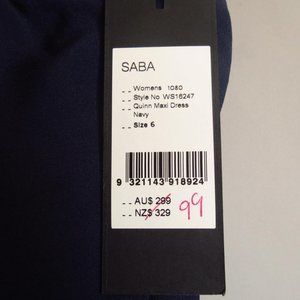 SABA
-- Womens 1080
-- Style No WS16247
-- Quinn Maxi Dress
Navy
-- Size 6
9 321143 918924
-- AU$ 299
-- NZ$ 329 99